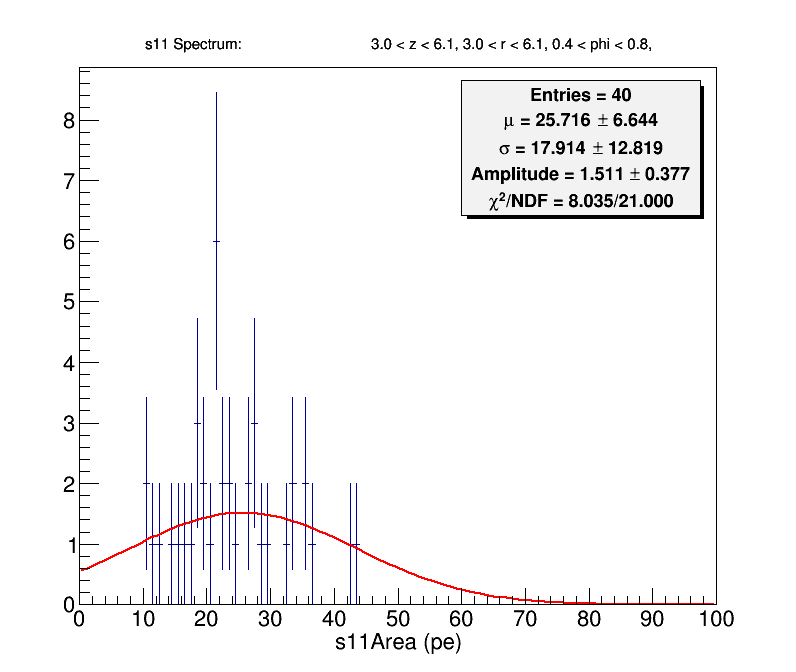 s11 Spectrum: 3.0 < z < 6.1, 3.0 < r < 6.1, 0.4 < phi < 0.8,
Entries = 40
μ = 25.716 ± 6.644
σ = 17.914 ± 12.819
Amplitude = 1.511 ± 0.377
χ²/NDF = 8.035/21.000
8
7
6
5
4
3
2
1
0
0 10 20 30 40 50 60 70 80 90 100
s11Area (pe)